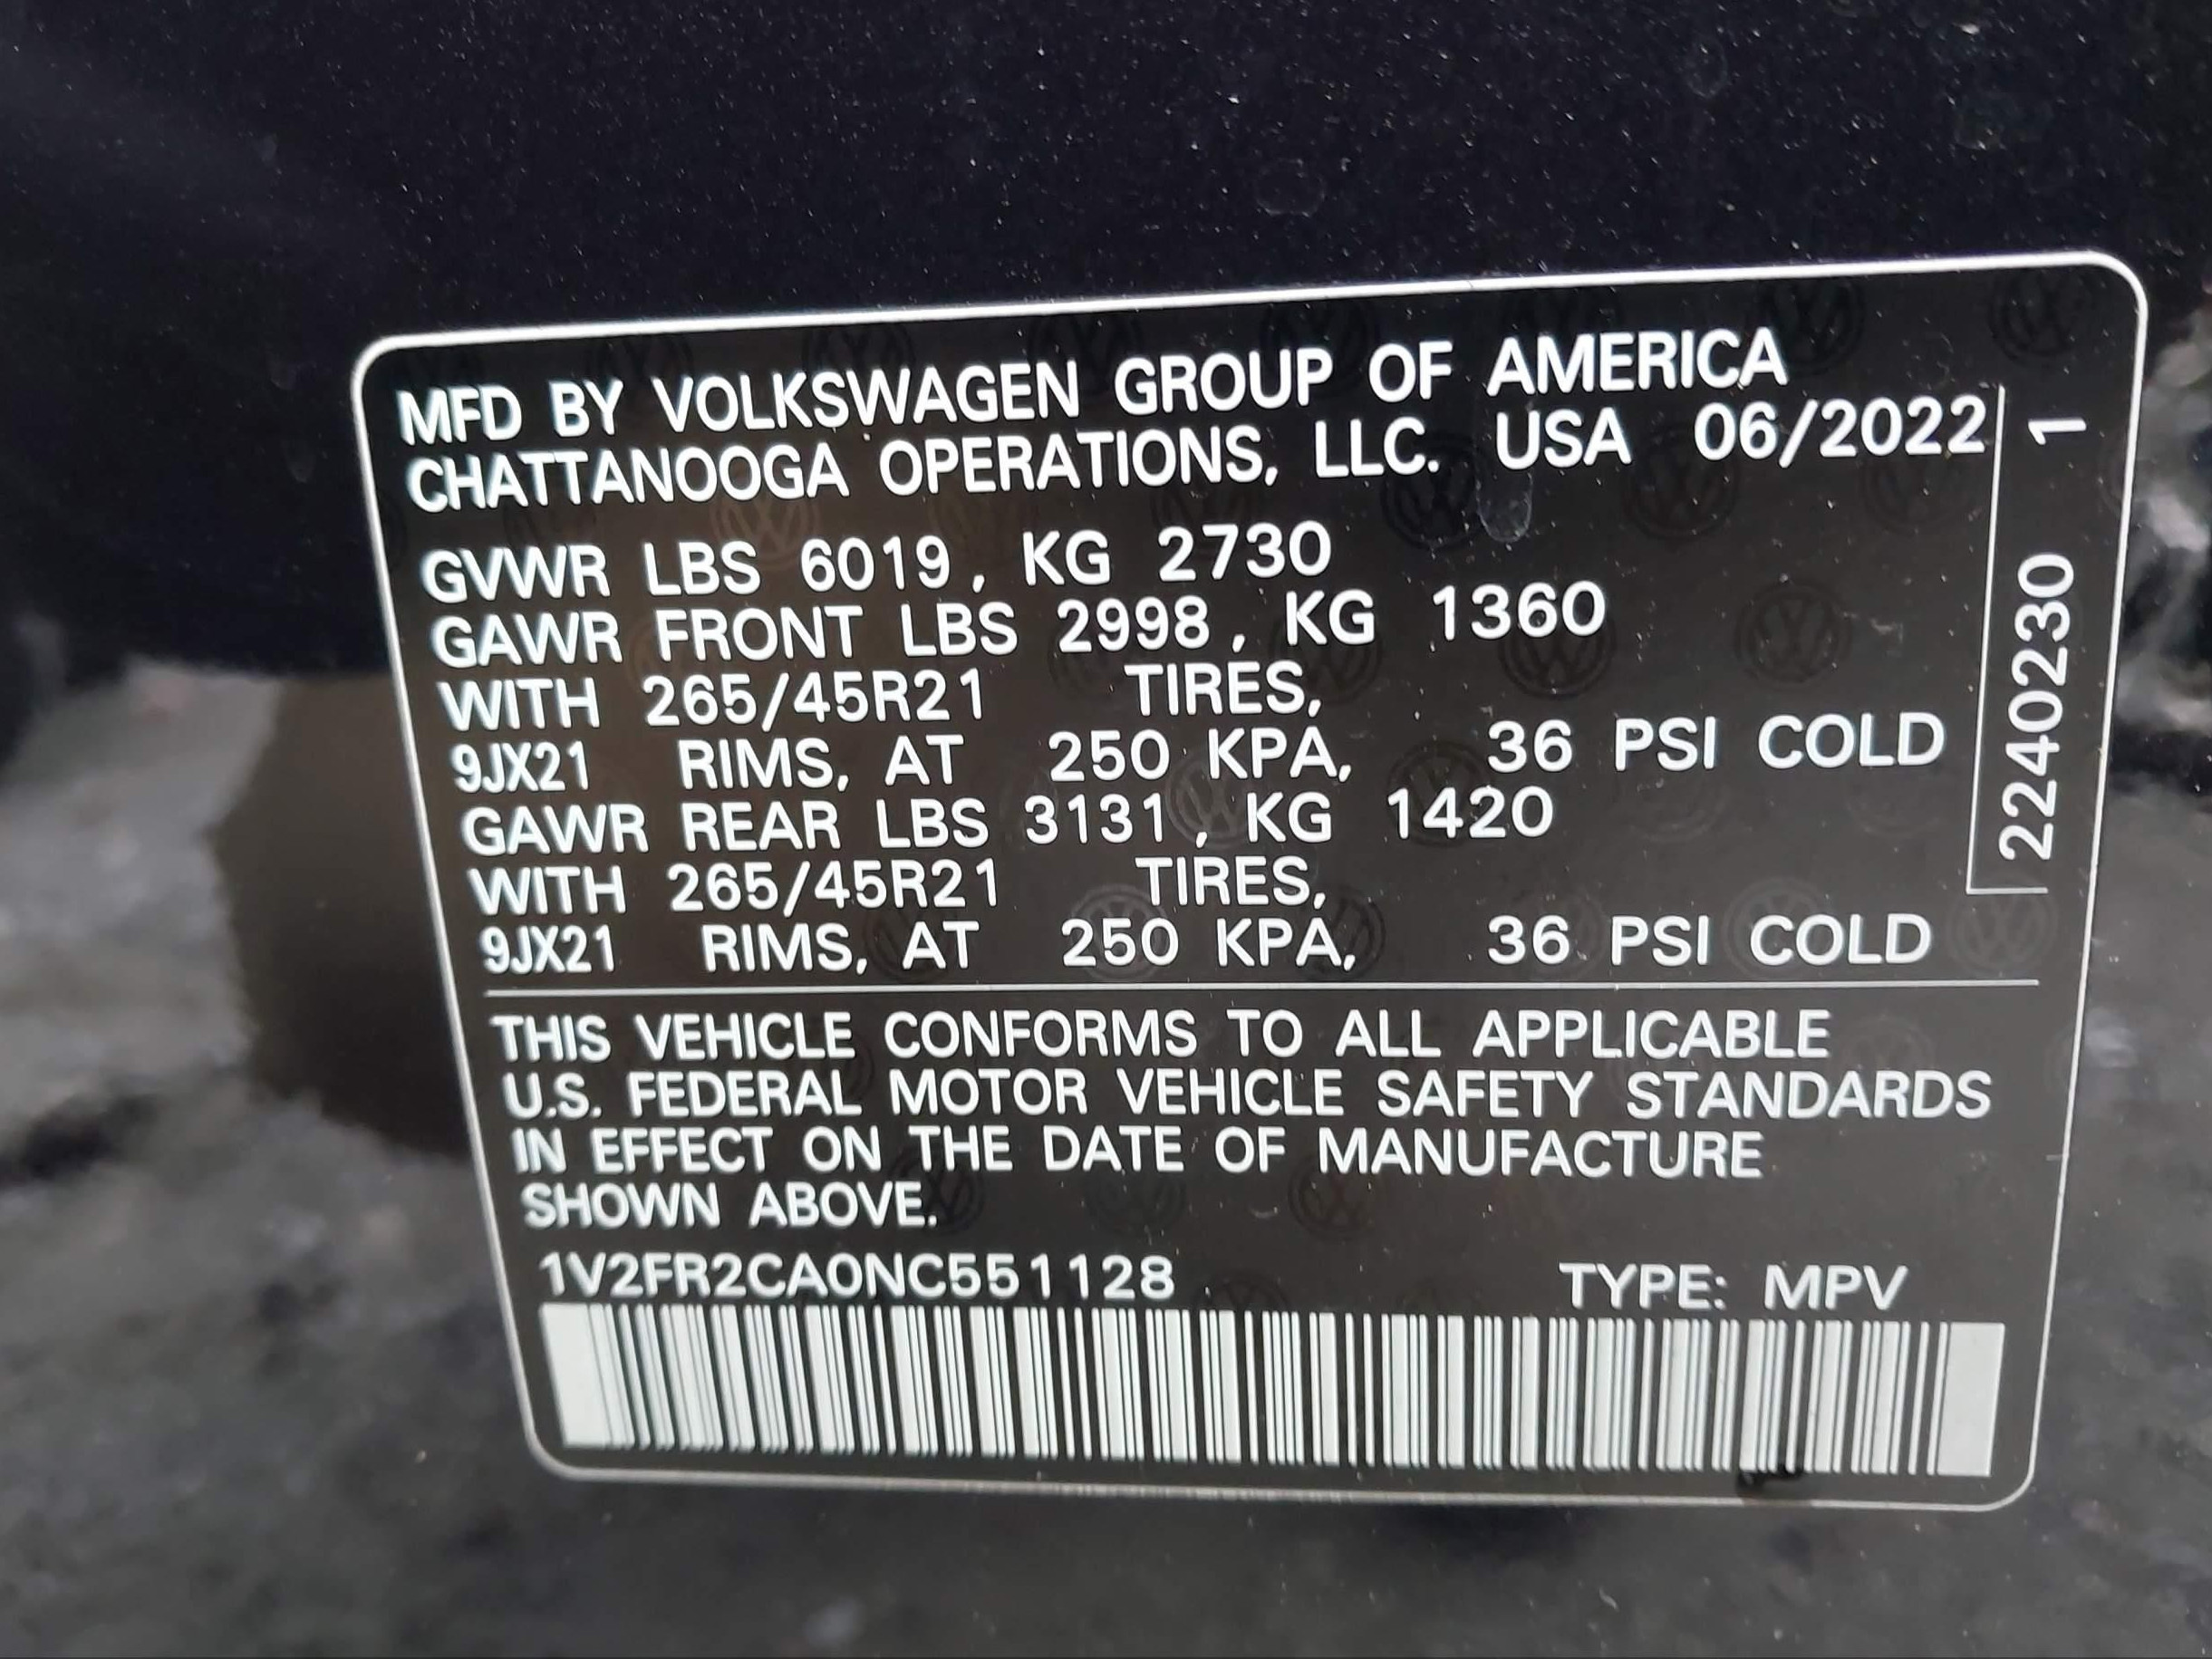 MFD BY VOLKSWAGEN GROUP OF AMERICA
CHATTANOOGA OPERATIONS, LLC. USA 06/2022
GVWR LBS 6019, KG 2730
GAWR FRONT LBS 2998, KG 1360
WITH 265/45R21 TIRES,
9JX21 RIMS, AT 250 KPA, 36 PSI COLD
GAWR REAR LBS 3131, KG 1420
WITH 265/45R21 TIRES,
9JX21 RIMS, AT 250 KPA, 36 PSI COLD
THIS VEHICLE CONFORMS TO ALL APPLICABLE
U.S. FEDERAL MOTOR VEHICLE SAFETY STANDARDS
IN EFFECT ON THE DATE OF MANUFACTURE
SHOWN ABOVE.
1V2FR2CA0NC551128 TYPE: MPV
2240230 1